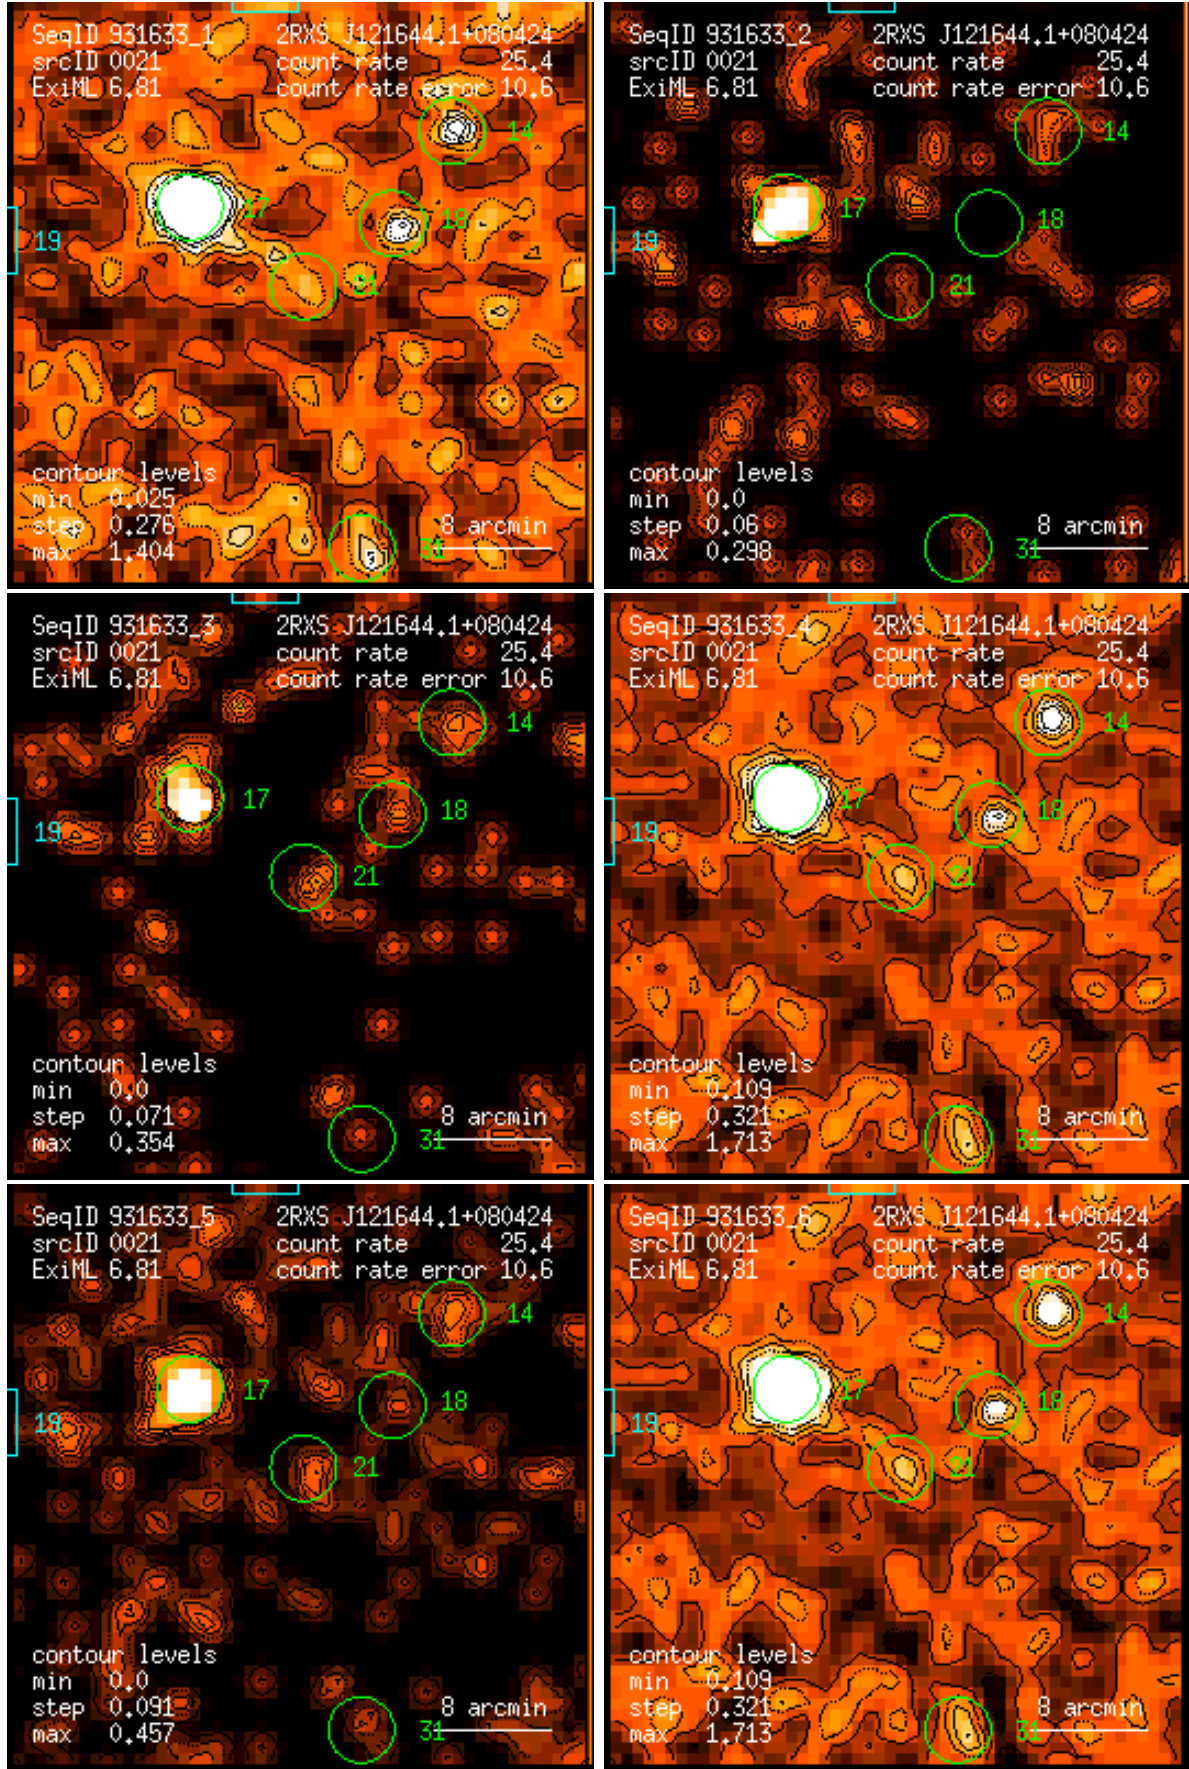 SeqID 931633_1 2RXS J121644.1+080424
srcID 0021 count rate 25.4
ExiML 6.81 count rate error 10.6
14
17
18
19
21
contour levels
min 0.025
step 0.276 8 arcmin
max 1.404 31
SeqID 931633_2 2RXS J121644.1+080424
srcID 0021 count rate 25.4
ExiML 6.81 count rate error 10.6
14
17
18
19
21
contour levels
min 0.0
step 0.06 8 arcmin
max 0.298 31
SeqID 931633_3 2RXS J121644.1+080424
srcID 0021 count rate 25.4
ExiML 6.81 count rate error 10.6
14
17
18
19
21
contour levels
min 0.0
step 0.071 8 arcmin
max 0.354 31
SeqID 931633_4 2RXS J121644.1+080424
srcID 0021 count rate 25.4
ExiML 6.81 count rate error 10.6
14
17
18
19
21
contour levels
min 0.109
step 0.321 8 arcmin
max 1.713 31
SeqID 931633_5 2RXS J121644.1+080424
srcID 0021 count rate 25.4
ExiML 6.81 count rate error 10.6
14
17
18
19
21
contour levels
min 0.0
step 0.091 8 arcmin
max 0.457 31
SeqID 931633_6 2RXS J121644.1+080424
srcID 0021 count rate 25.4
ExiML 6.81 count rate error 10.6
14
17
18
19
21
contour levels
min 0.109
step 0.321 8 arcmin
max 1.713 31